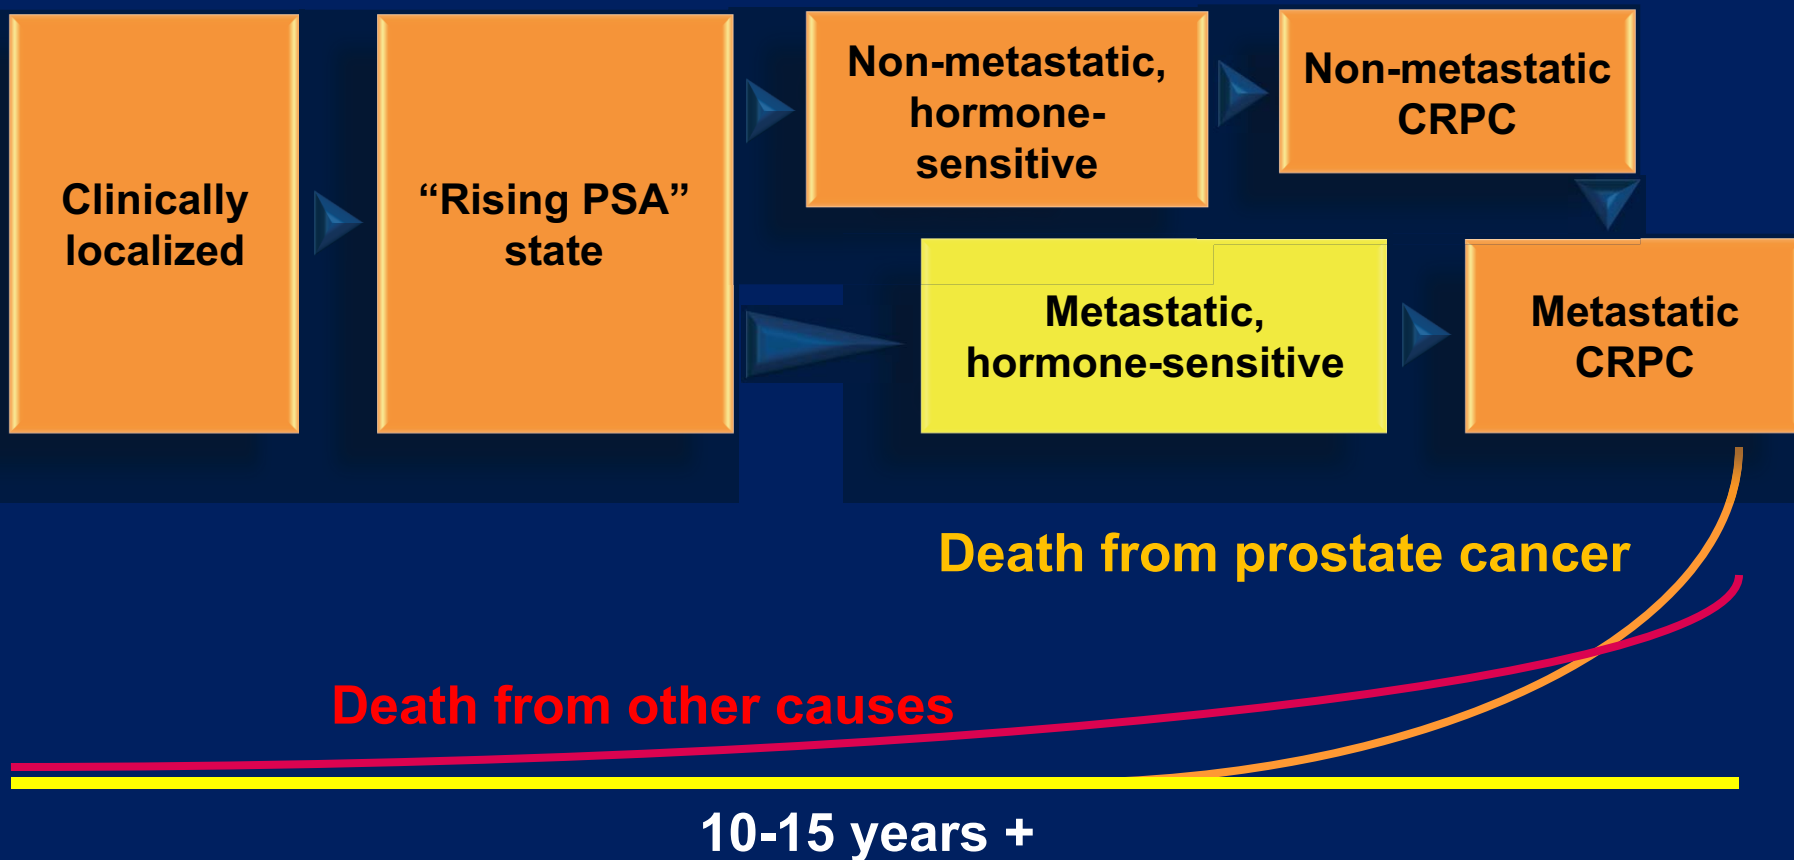 Clinically
localized
“Rising PSA”
state
Non-metastatic,
hormone-
sensitive
Non-metastatic
CRPC
Metastatic,
hormone-sensitive
Metastatic
CRPC
Death from prostate cancer
Death from other causes
10-15 years +